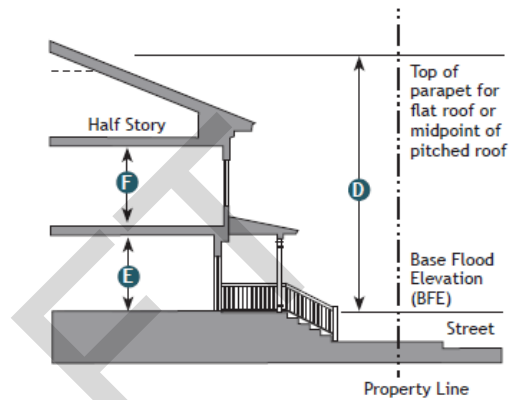 Top of
parapet for
flat roof or
midpoint of
pitched roof
Half Story
F
D
E
Base Flood
Elevation
(BFE)
Street
Property Line